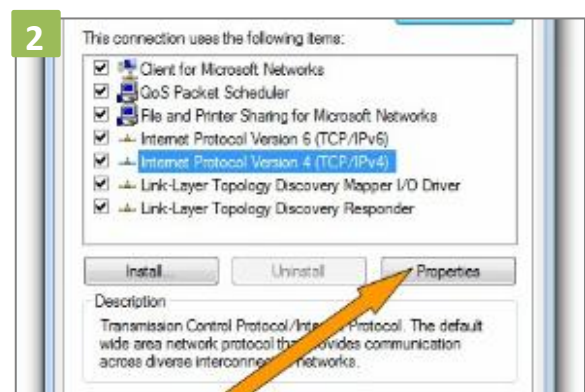 2
This connection uses the following items:
Client for Microsoft Networks
QoS Packet Scheduler
File and Printer Sharing for Microsoft Networks
Internet Protocol Version 6 (TCP/IPv6)
Internet Protocol Version 4 (TCP/IPv4)
Link-Layer Topology Discovery Mapper I/O Driver
Link-Layer Topology Discovery Responder
Install... Uninstall Properties
Description
Transmission Control Protocol/Internet Protocol. The default
wide area network protocol that provides communication
across diverse interconnected networks.